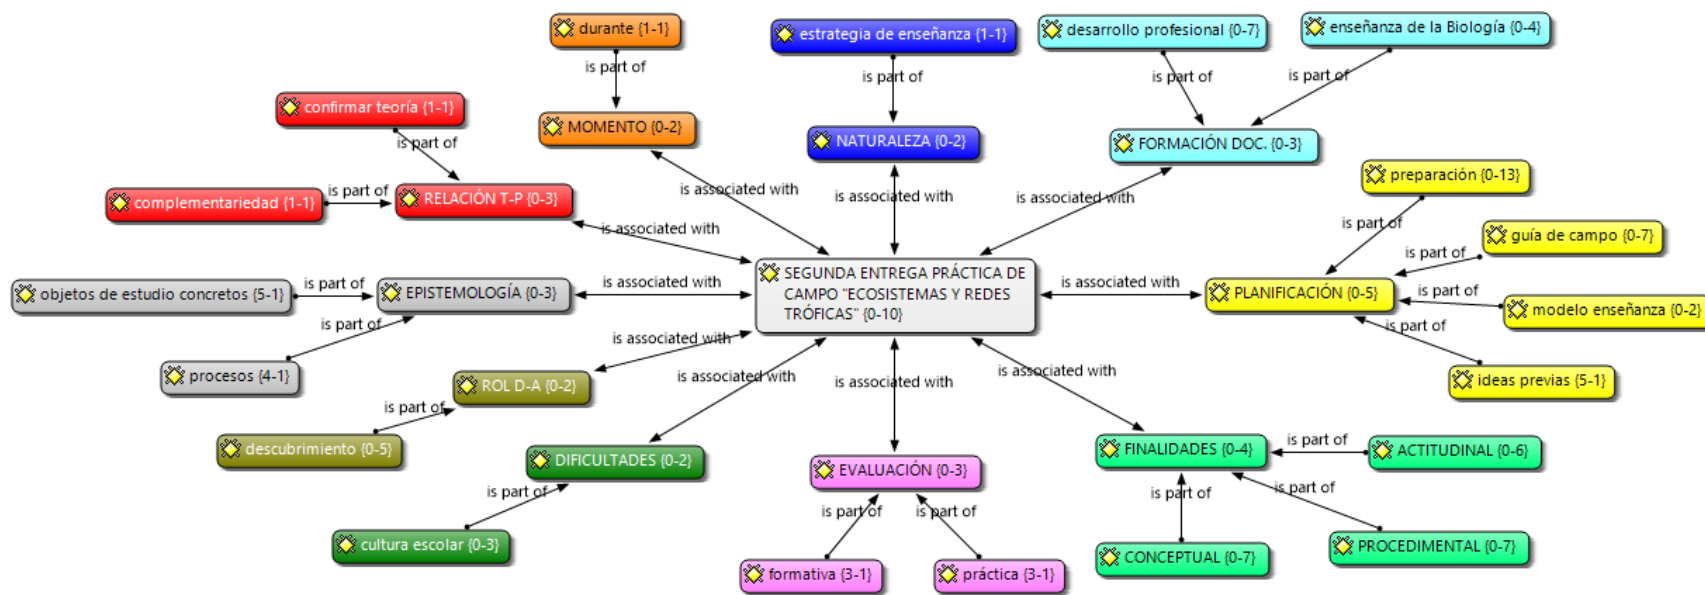 durante {1-1}
estrategia de enseñanza {1-1}
desarrollo profesional {0-7}
enseñanza de la Biología {0-4}
is part of
is part of
is part of
is part of
confirmar teoría {1-1}
MOMENTO {0-2}
NATURALEZA {0-2}
FORMACIÓN DOC. {0-3}
is part of
preparación {0-13}
is part of
complementariedad {1-1}
RELACIÓN T-P {0-3}
is associated with
is associated with
is associated with
is associated with
is part of
guía de campo {0-7}
is part of
SEGUNDA ENTREGA PRÁCTICA DE
CAMPO "ECOSISTEMAS Y REDES
TRÓFICAS" {0-10}
is part of
objetos de estudio concretos {5-1}
EPISTEMOLOGÍA {0-3}
is associated with
is associated with
PLANIFICACIÓN {0-5}
is part of
modelo enseñanza {0-2}
is part of
is part of
procesos {4-1}
ROL D-A {0-2}
is associated with
is associated with
is associated with
is associated with
ideas previas {5-1}
is part of
descubrimiento {0-5}
DIFICULTADES {0-2}
EVALUACIÓN {0-3}
FINALIDADES {0-4}
is part of
ACTITUDINAL {0-6}
is part of
is part of
is part of
is part of
is part of
cultura escolar {0-3}
formativa {3-1}
práctica {3-1}
CONCEPTUAL {0-7}
PROCEDIMENTAL {0-7}